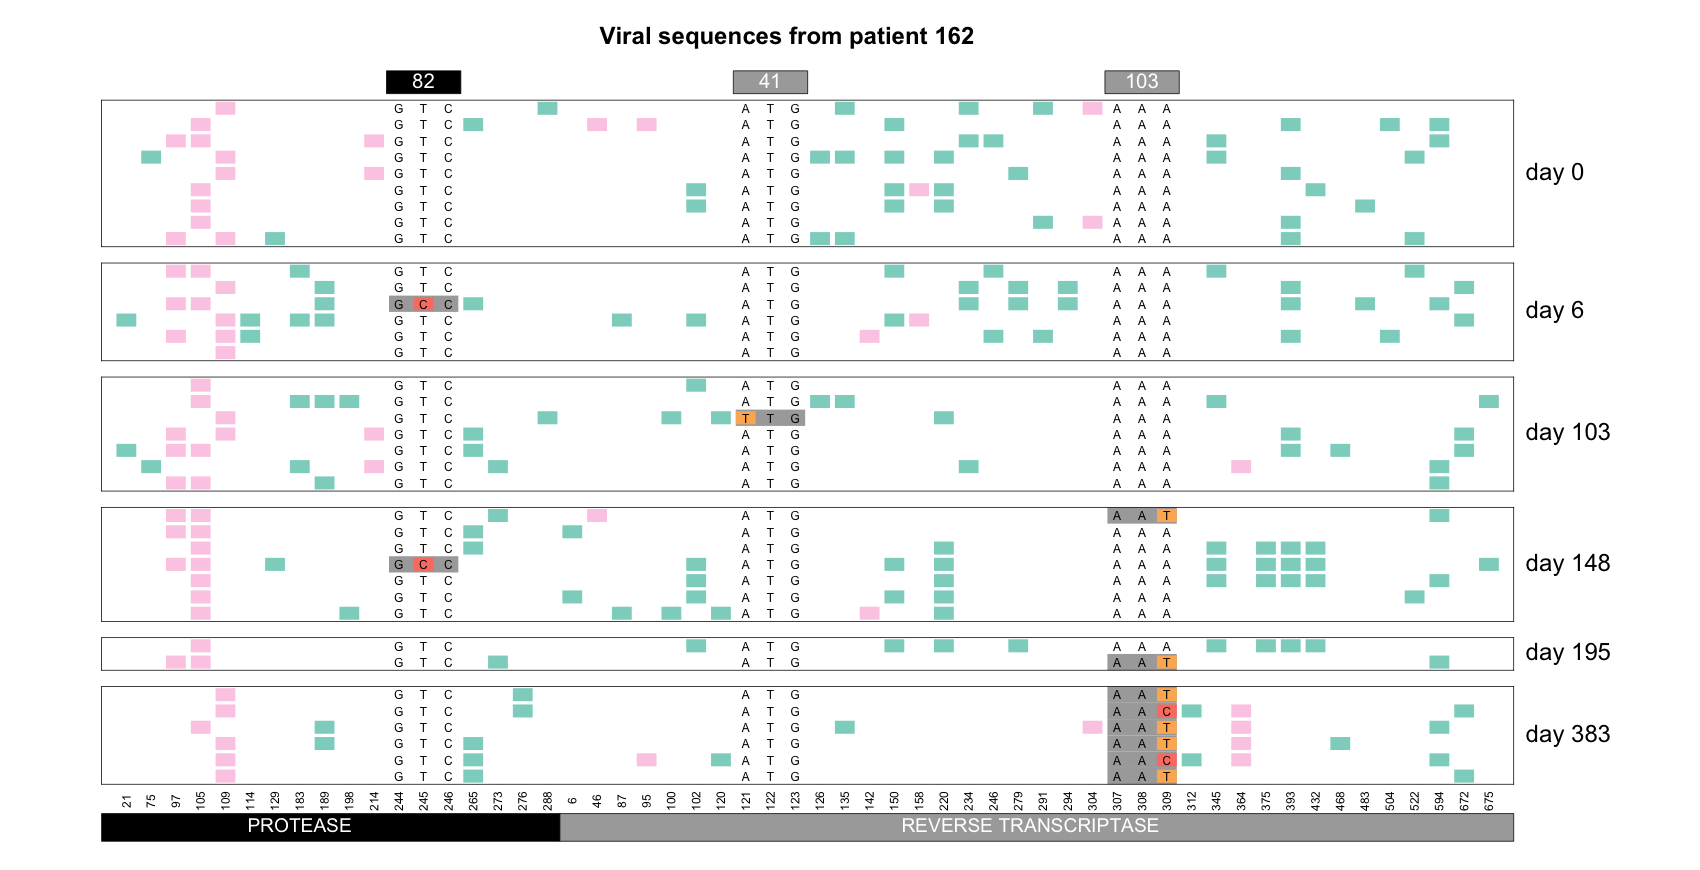 Viral sequences from patient 162
82 41 103
G T C A T G A A A
G T C A T G A A A
G T C A T G A A A
G T C A T G A A A
G T C A T G A A A day 0
G T C A T G A A A
G T C A T G A A A
G T C A T G A A A
G T C A T G A A A
G T C A T G A A A
G T C A T G A A A
G C C A T G A A A day 6
G T C A T G A A A
G T C A T G A A A
G T C A T G A A A
G T C A T G A A A
G T C A T G A A A
G T C T T G A A A
G T C A T G A A A day 103
G T C A T G A A A
G T C A T G A A A
G T C A T G A A A
G T C A T G A A T
G T C A T G A A A
G T C A T G A A A
G C C A T G A A A day 148
G T C A T G A A A
G T C A T G A A A
G T C A T G A A A
G T C A T G A A A day 195
G T C A T G A A T
G T C A T G A A T
G T C A T G A A C
G T C A T G A A T day 383
G T C A T G A A T
G T C A T G A A C
G T C A T G A A T
21 75 97 105 109 114 129 183 189 198 214 244 245 246 265 273 276 288 6 46 87 95 100 102 120 121 122 123 126 135 142 150 158 220 234 246 279 291 294 304 307 308 309 312 345 364 375 393 432 468 483 504 522 594 672 675
PROTEASE REVERSE TRANSCRIPTASE